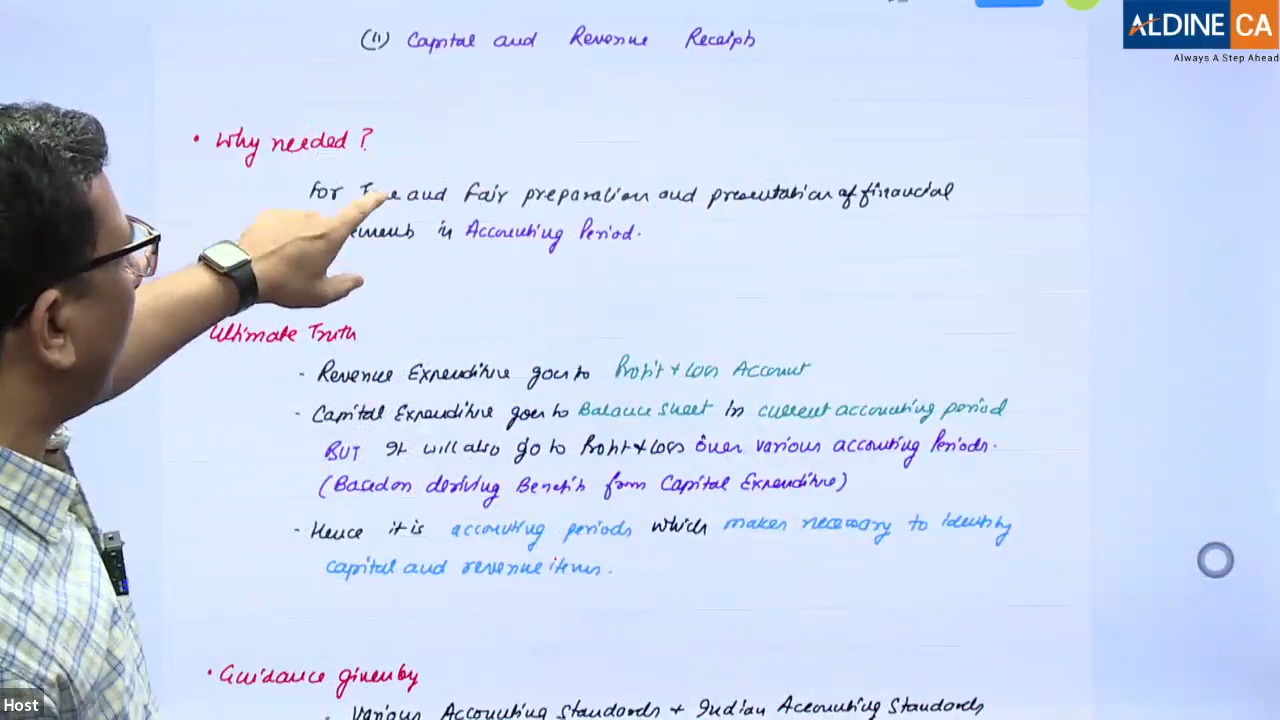 ALDINE CA
Always A Step Ahead
(ii) Capital and Revenue Receipts
• Why needed?
For and Fair preparation and presentation of financial
in Accounting Period.
Ultimate Truth
- Revenue Expenditure goes to Profit + Loss Account
- Capital Expenditure goes to Balance sheet in current accounting period
BUT It will also go to Profit + Loss over various accounting Periods.
(Based on deriving Benefits from Capital Expenditure)
- Hence it is accounting periods which makes necessary to identify
capital and revenue items.
• Guidance given by
- Various Accounting Standards + Indian Accounting Standards
Host